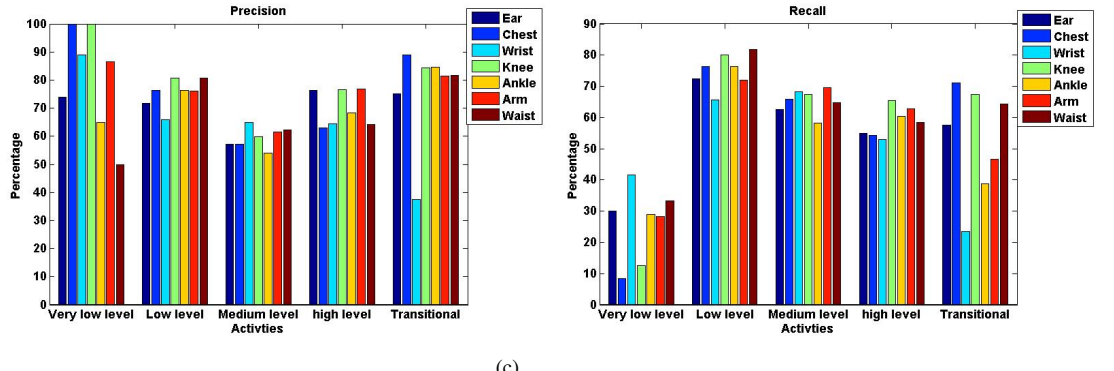 Precision
100
90
80
70
60
50
40
30
20
10
0
Percentage
Very low level Low level Medium level high level Transitional
Activties
Ear
Chest
Wrist
Knee
Ankle
Arm
Waist
Recall
90
80
70
60
50
40
30
20
10
0
Percentage
Very low level Low level Medium level high level Transitional
Activties
Ear
Chest
Wrist
Knee
Ankle
Arm
Waist
(c)